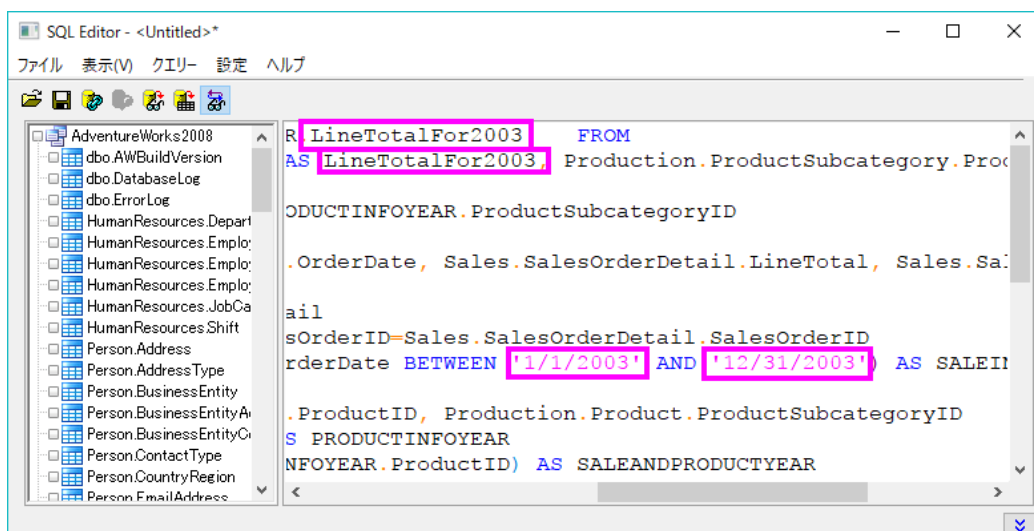 SQL Editor - <Untitled>*
ファイル 表示(V) クエリー 設定 ヘルプ
AdventureWorks2008
dbo.AWBuildVersion
dbo.DatabaseLog
dbo.ErrorLog
HumanResources.Depart
HumanResources.Employ
HumanResources.Employ
HumanResources.Employ
HumanResources.JobCa
HumanResources.Shift
Person.Address
Person.AddressType
Person.BusinessEntity
Person.BusinessEntityA
Person.BusinessEntityC
Person.ContactType
Person.CountryRegion
Person.EmailAddress
R.LineTotalFor2003 FROM
AS LineTotalFor2003, Production.ProductSubcategory.Proc
ODUCTINFOYEAR.ProductSubcategoryID
.OrderDate, Sales.SalesOrderDetail.LineTotal, Sales.Sal
ail
sOrderID=Sales.SalesOrderDetail.SalesOrderID
rderDate BETWEEN '1/1/2003' AND '12/31/2003') AS SALEIN
.ProductID, Production.Product.ProductSubcategoryID
S PRODUCTINFOYEAR
NFOYEAR.ProductID) AS SALEANDPRODUCTYEAR